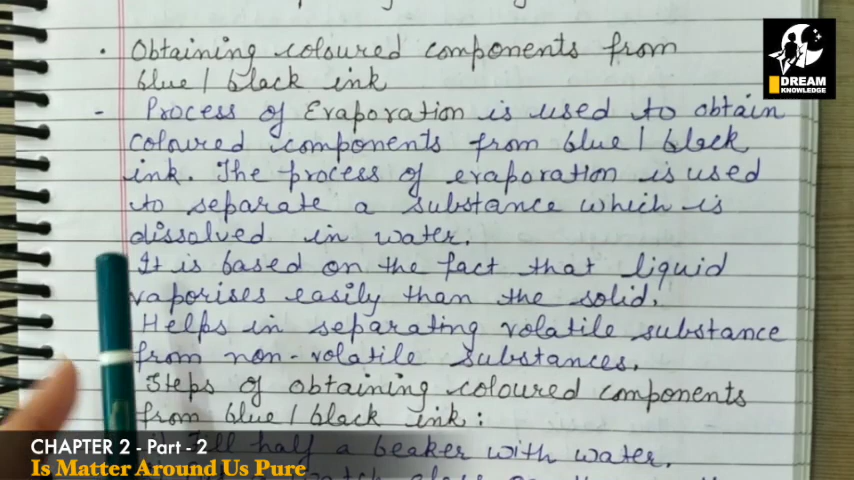 • Obtaining coloured components from
blue / black ink
- Process of Evaporation is used to obtain
coloured components from blue / black
ink. The process of evaporation is used
to separate a substance which is
dissolved in water.
It is based on the fact that liquid
vaporises easily than the solid.
Helps in separating volatile substance
from non-volatile substances.
Steps of obtaining coloured components
from blue / black ink :
half a beaker with water.
DREAM
KNOWLEDGE
CHAPTER 2 - Part - 2
Is Matter Around Us Pure